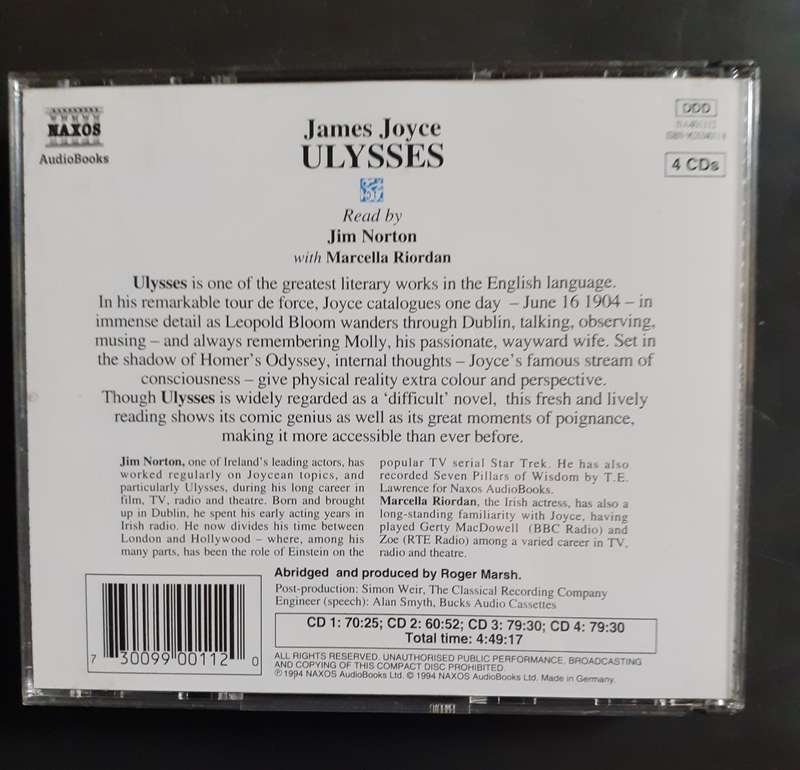 NAXOS
AudioBooks
James Joyce
ULYSSES
DDD
4 CDs
Read by
Jim Norton
with Marcella Riordan
Ulysses is one of the greatest literary works in the English language.
In his remarkable tour de force, Joyce catalogues one day – June 16 1904 – in
immense detail as Leopold Bloom wanders through Dublin, talking, observing,
musing – and always remembering Molly, his passionate, wayward wife. Set in
the shadow of Homer's Odyssey, internal thoughts – Joyce's famous stream of
consciousness – give physical reality extra colour and perspective.
Though Ulysses is widely regarded as a 'difficult' novel, this fresh and lively
reading shows its comic genius as well as its great moments of poignance,
making it more accessible than ever before.
Jim Norton, one of Ireland's leading actors, has
worked regularly on Joycean topics, and
particularly Ulysses, during his long career in
film, TV, radio and theatre. Born and brought
up in Dublin, he spent his early acting years in
Irish radio. He now divides his time between
London and Hollywood – where, among his
many parts, has been the role of Einstein on the
popular TV serial Star Trek. He has also
recorded Seven Pillars of Wisdom by T.E.
Lawrence for Naxos AudioBooks.
Marcella Riordan, the Irish actress, has also a
long-standing familiarity with Joyce, having
played Gerty MacDowell (BBC Radio) and
Zoe (RTE Radio) among a varied career in TV,
radio and theatre.
Abridged and produced by Roger Marsh.
Post-production: Simon Weir, The Classical Recording Company
Engineer (speech): Alan Smyth, Bucks Audio Cassettes
CD 1: 70:25; CD 2: 60:52; CD 3: 79:30; CD 4: 79:30
Total time: 4:49:17
7 30099 00112 0
ALL RIGHTS RESERVED. UNAUTHORISED PUBLIC PERFORMANCE, BROADCASTING
AND COPYING OF THIS COMPACT DISC PROHIBITED.
℗ 1994 NAXOS AudioBooks Ltd. © 1994 NAXOS AudioBooks Ltd. Made in Germany.